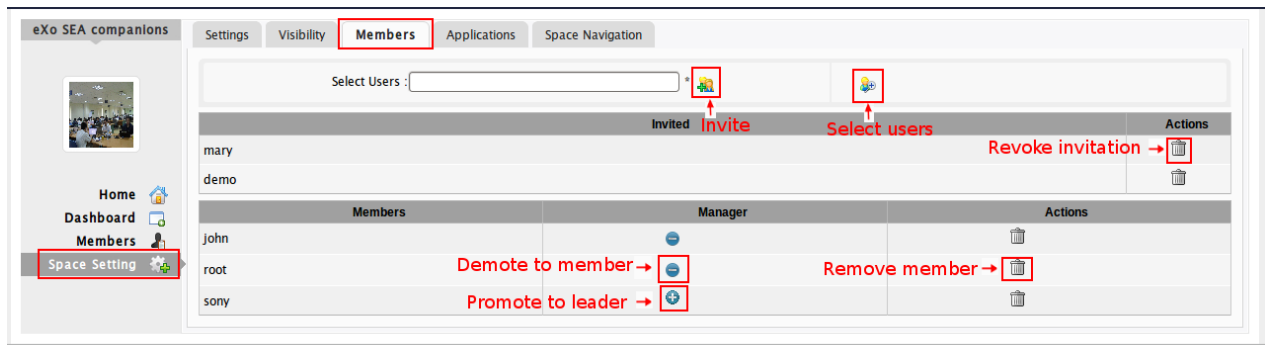 eXo SEA companions
Settings Visibility Members Applications Space Navigation
Select Users : *
Invite
Select users
Invited Actions
mary
Revoke invitation
demo
Home
Dashboard
Members
Space Setting
Members Manager Actions
john
root
Demote to member
Remove member
sony
Promote to leader